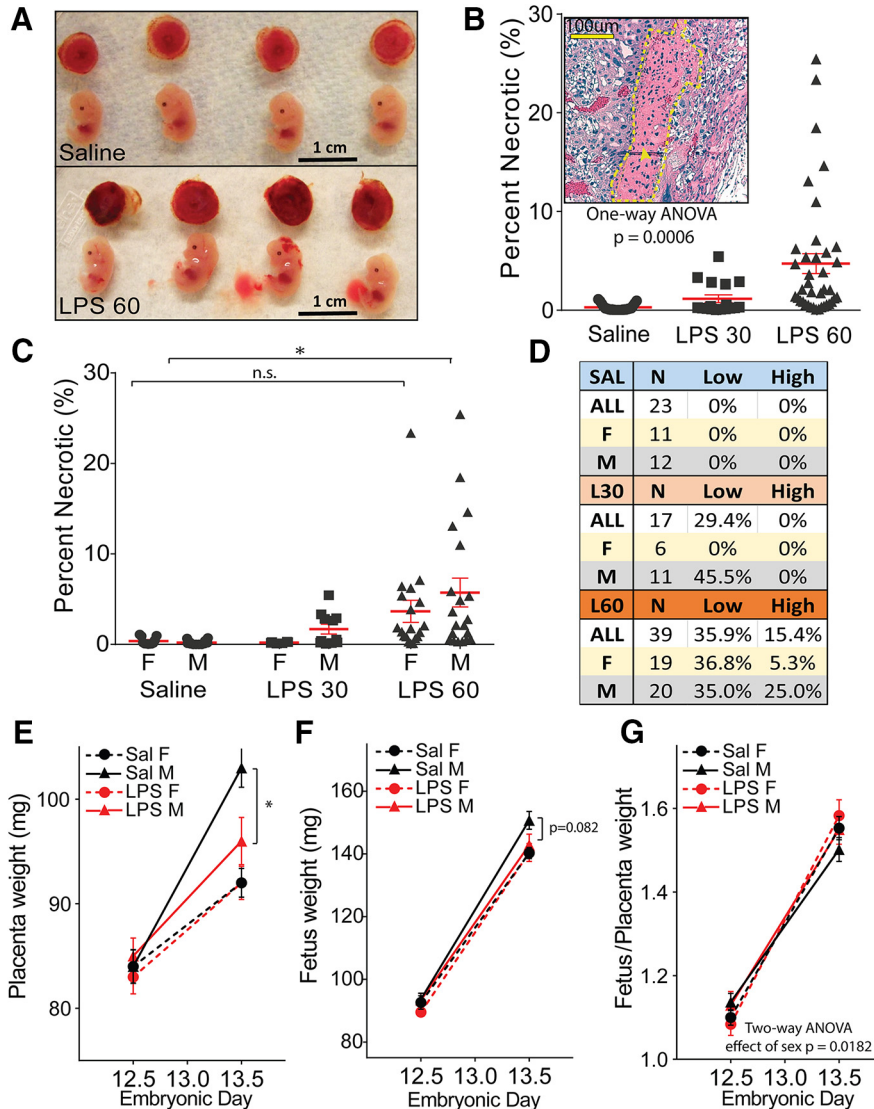 A
Saline
1 cm
LPS 60
1 cm
B
Percent Necrotic (%)
30
20
10
0
100um
One-way ANOVA
p = 0.0006
Saline LPS 30 LPS 60
C
Percent Necrotic (%)
30
20
10
0
*
n.s.
F M F M F M
Saline LPS 30 LPS 60
D
SAL N Low High
ALL 23 0% 0%
F 11 0% 0%
M 12 0% 0%
L30 N Low High
ALL 17 29.4% 0%
F 6 0% 0%
M 11 45.5% 0%
L60 N Low High
ALL 39 35.9% 15.4%
F 19 36.8% 5.3%
M 20 35.0% 25.0%
E
Sal F
Sal M
LPS F
LPS M
Placenta weight (mg)
100
90
80
*
12.5 13.0 13.5
Embryonic Day
F
Sal F
Sal M
LPS F
LPS M
Fetus weight (mg)
160
140
120
100
80
p=0.082
12.5 13.0 13.5
Embryonic Day
G
Sal F
Sal M
LPS F
LPS M
Fetus/Placenta weight
1.6
1.4
1.2
1.0
Two-way ANOVA
effect of sex p = 0.0182
12.5 13.0 13.5
Embryonic Day